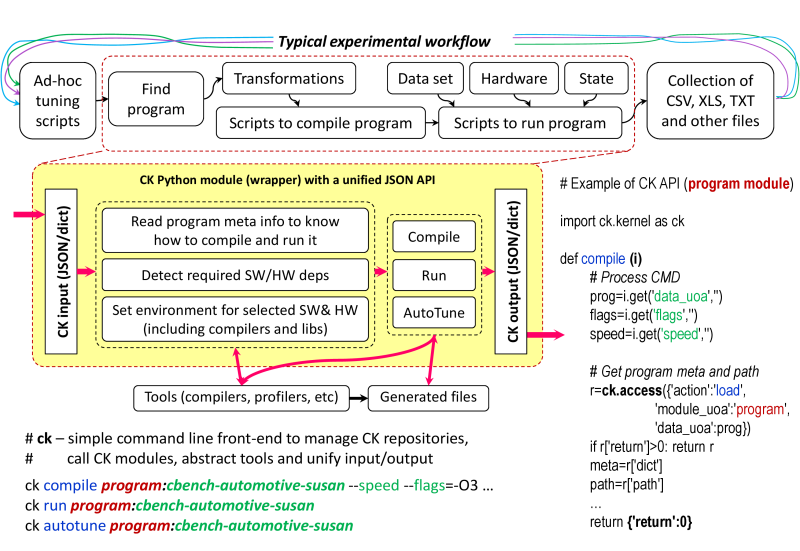 Typical experimental workflow
Ad-hoc
tuning
scripts
Find
program
Transformations
Data set
Hardware
State
Scripts to compile program
Scripts to run program
Collection of
CSV, XLS, TXT
and other files
CK Python module (wrapper) with a unified JSON API
CK input (JSON/dict)
Read program meta info to know
how to compile and run it
Detect required SW/HW deps
Set environment for selected SW& HW
(including compilers and libs)
Compile
Run
AutoTune
CK output (JSON/dict)
Tools (compilers, profilers, etc)
Generated files
# ck – simple command line front-end to manage CK repositories,
# call CK modules, abstract tools and unify input/output
ck compile program:cbench-automotive-susan --speed --flags=-O3 ...
ck run program:cbench-automotive-susan
ck autotune program:cbench-automotive-susan
# Example of CK API (program module)
import ck.kernel as ck
def compile (i)
# Process CMD
prog=i.get('data_uoa','')
flags=i.get('flags','')
speed=i.get('speed','')
# Get program meta and path
r=ck.access({'action':'load',
'module_uoa':'program',
'data_uoa':prog})
if r['return']>0: return r
meta=r['dict']
path=r['path']
...
return {'return':0}